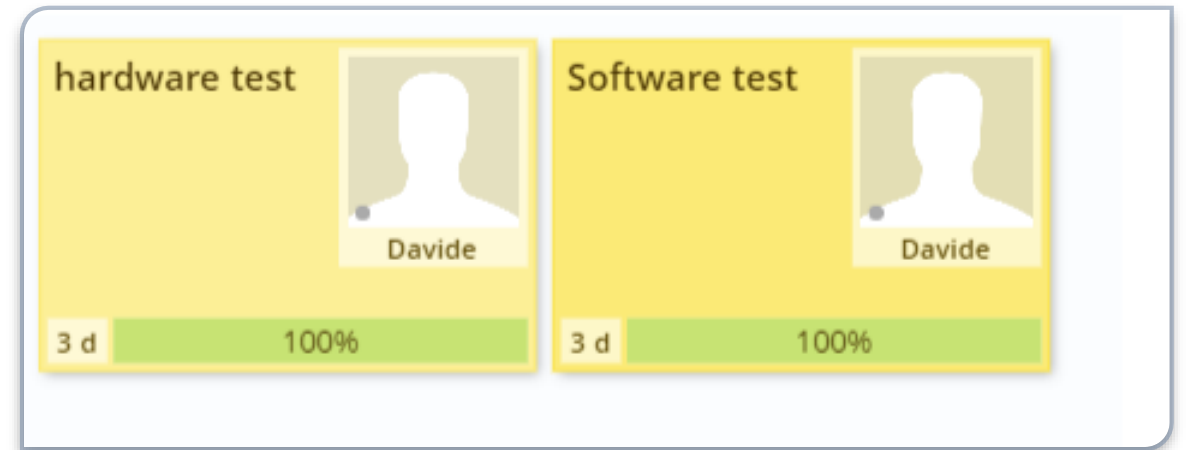 hardware test
Davide
3 d 100%
Software test
Davide
3 d 100%